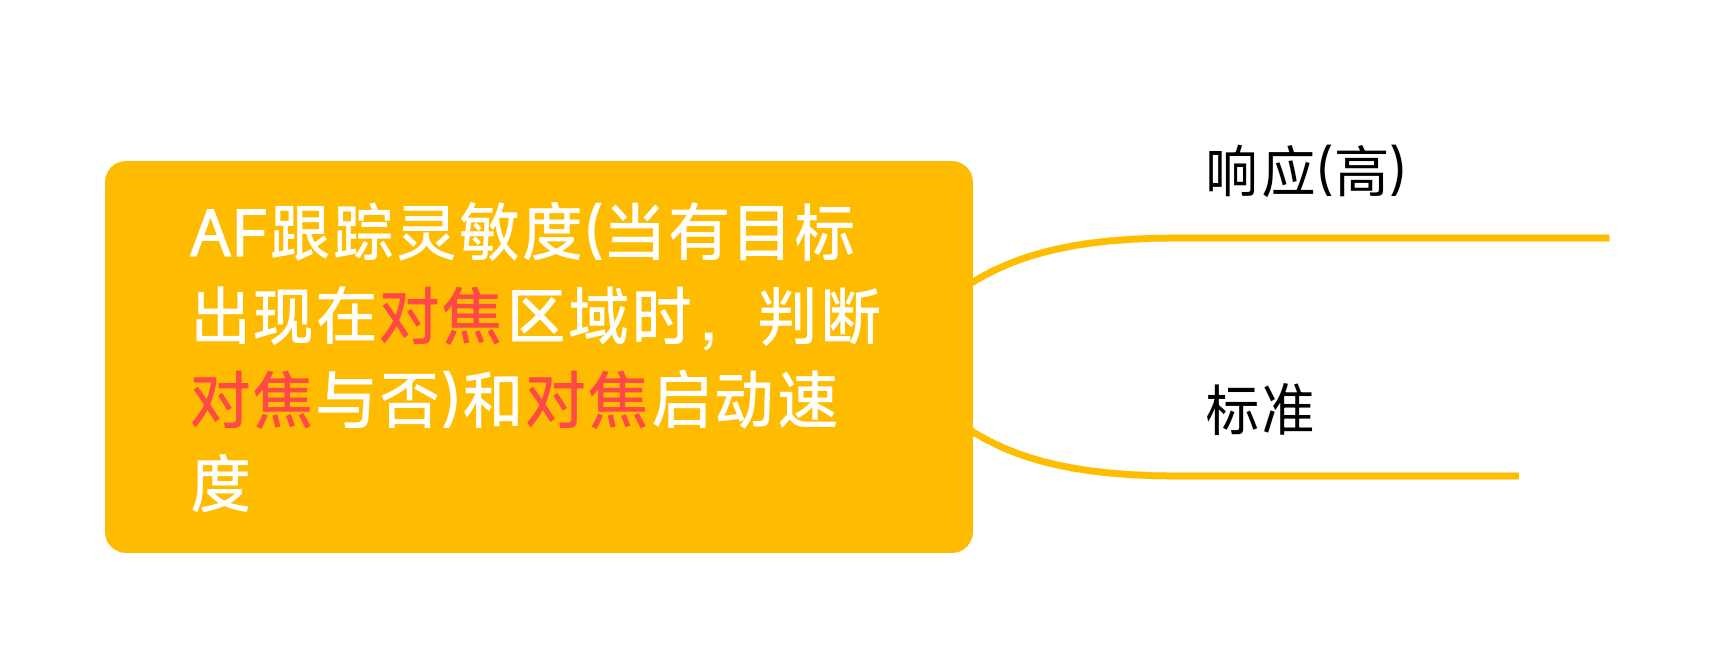 AF跟踪灵敏度(当有目标
出现在对焦区域时，判断
对焦与否)和对焦启动速
度
响应(高)
标准